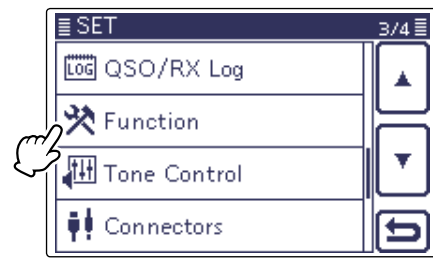 SET 3/4
LOG QSO/RX Log
Function
Tone Control
Connectors